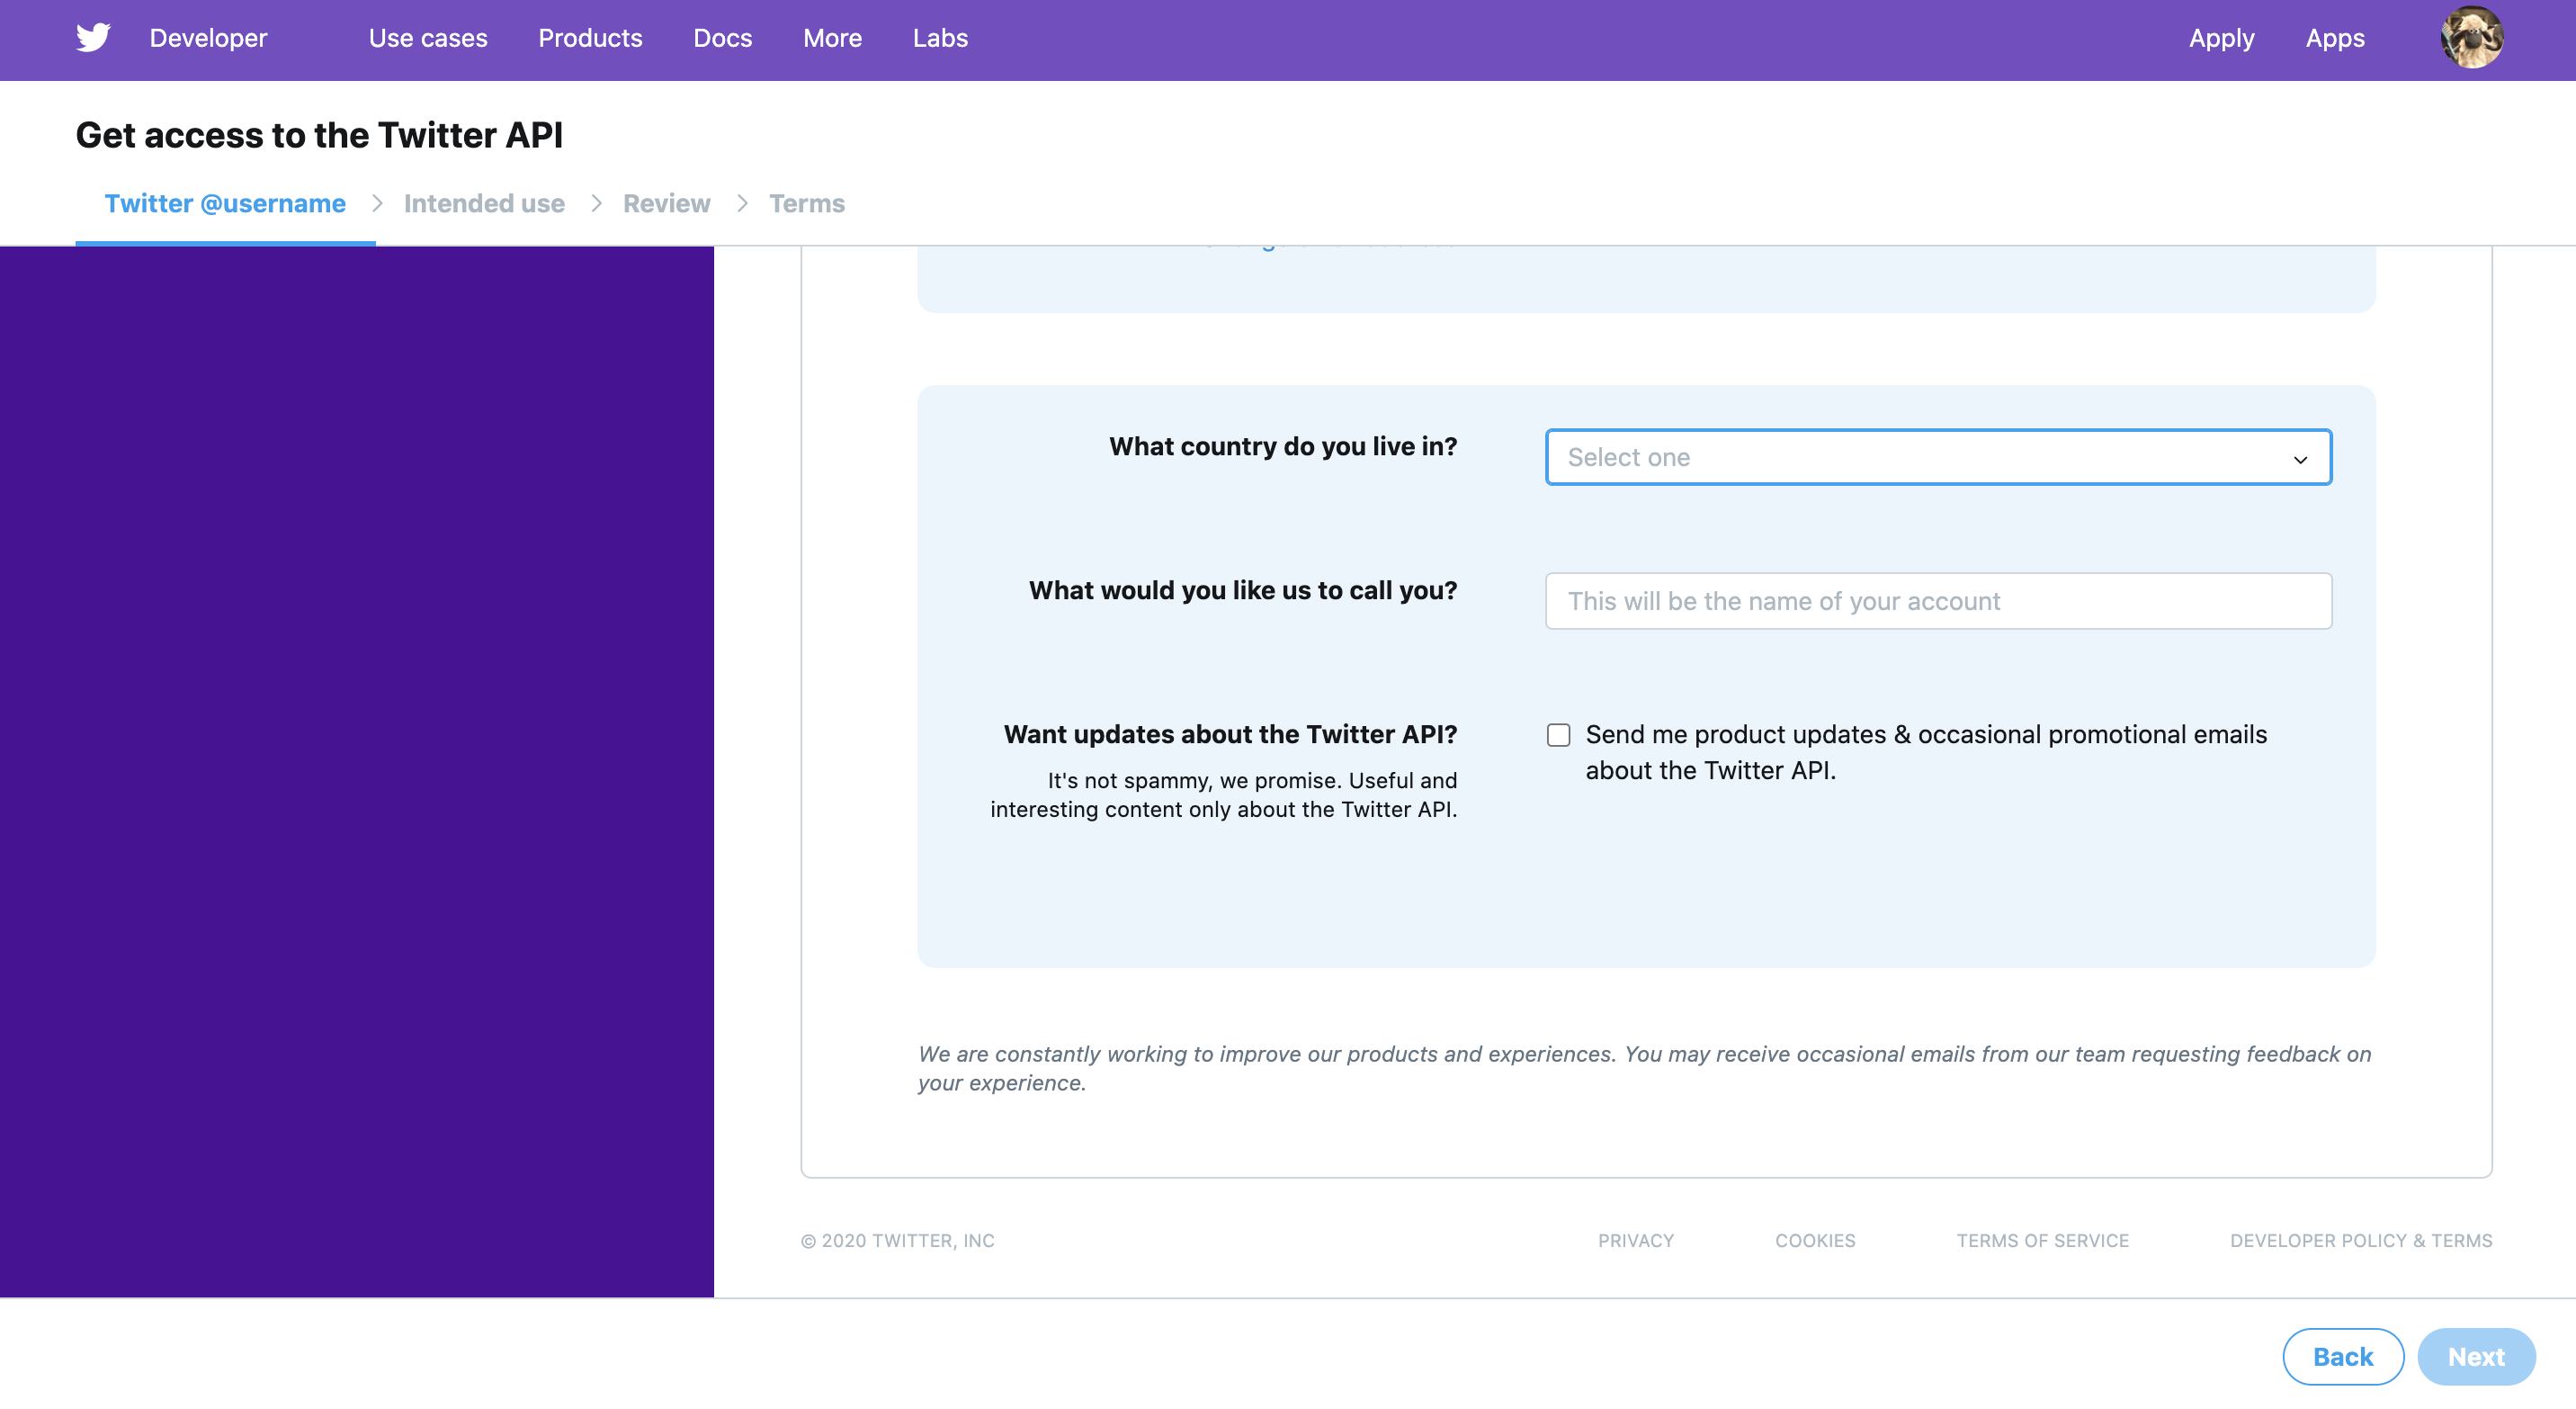 Developer
Use cases
Products
Docs
More
Labs
Apply
Apps
Get access to the Twitter API
Twitter @username
Intended use
Review
Terms
What country do you live in?
Select one
What would you like us to call you?
This will be the name of your account
Want updates about the Twitter API?
It's not spammy, we promise. Useful and
interesting content only about the Twitter API.
Send me product updates & occasional promotional emails
about the Twitter API.
We are constantly working to improve our products and experiences. You may receive occasional emails from our team requesting feedback on
your experience.
© 2020 TWITTER, INC
PRIVACY
COOKIES
TERMS OF SERVICE
DEVELOPER POLICY & TERMS
Back
Next